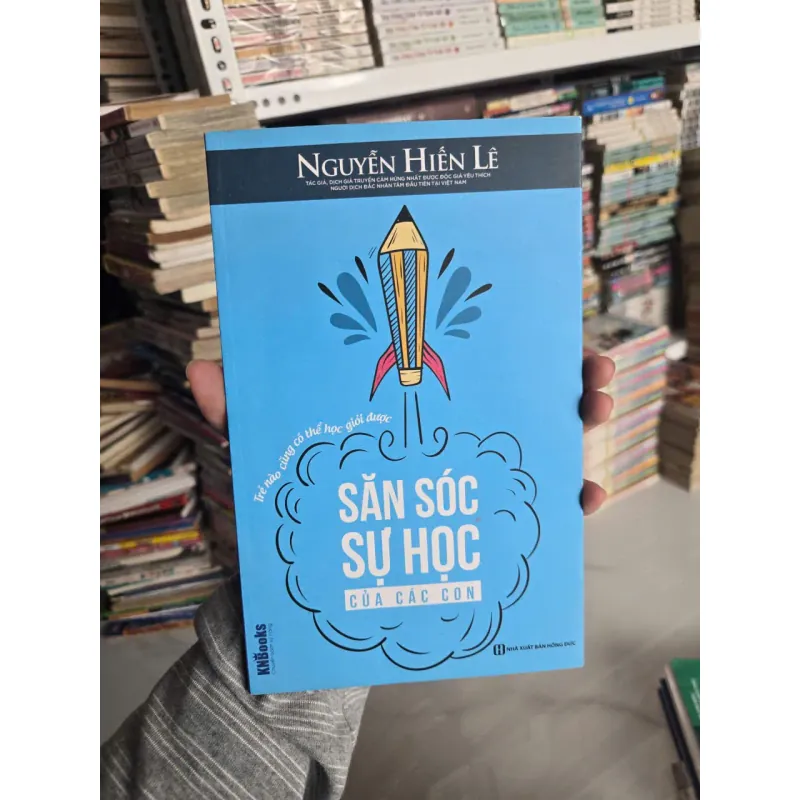 NGUYỄN HIẾN LÊ
TÁC GIẢ, DỊCH GIẢ TRUYỀN CẢM HỨNG NHẤT ĐƯỢC ĐỘC GIẢ YÊU THÍCH
NGƯỜI DỊCH ĐẮC NHÂN TÂM ĐẦU TIÊN TẠI VIỆT NAM
Trẻ nào cũng có thể học giỏi được
SĂN SÓC
SỰ HỌC
CỦA CÁC CON
KNBooks
NHÀ XUẤT BẢN HỒNG ĐỨC